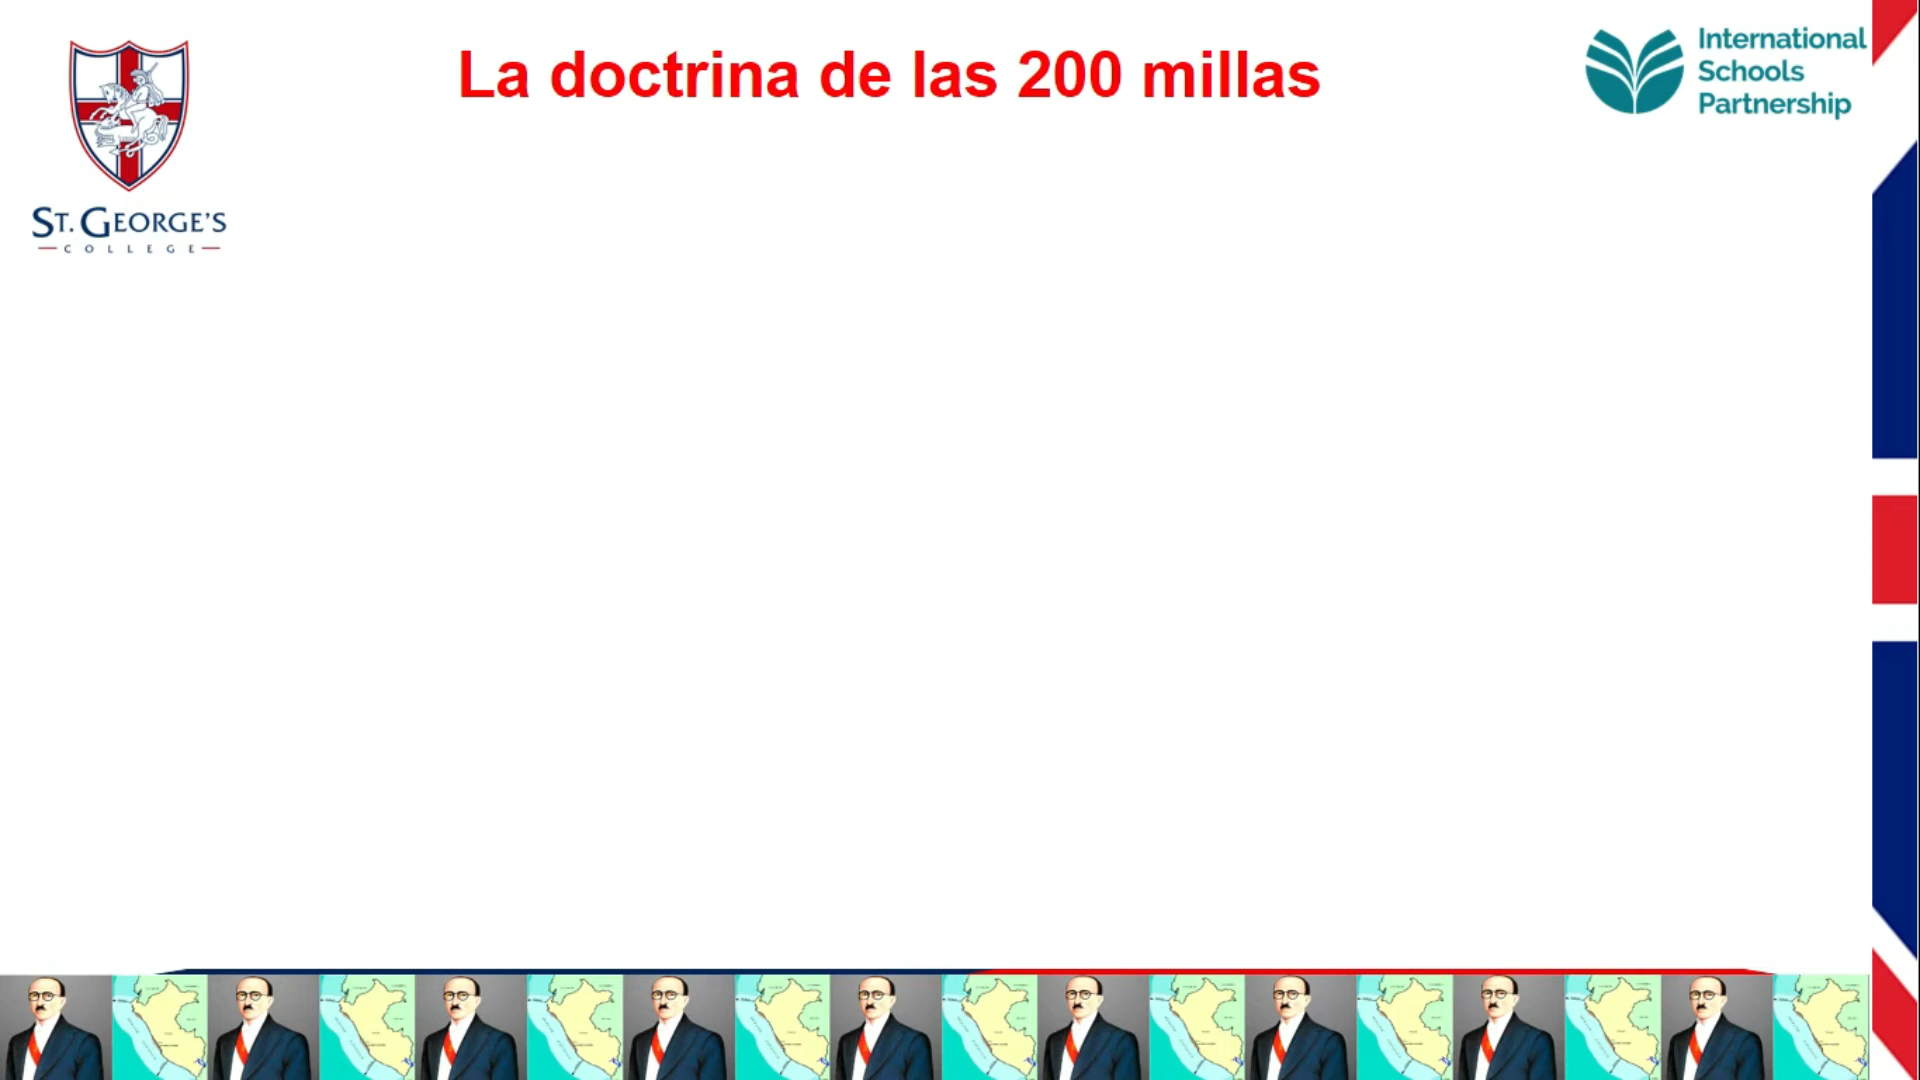 La doctrina de las 200 millas
International
Schools
Partnership
ST. GEORGE'S
COLLEGE